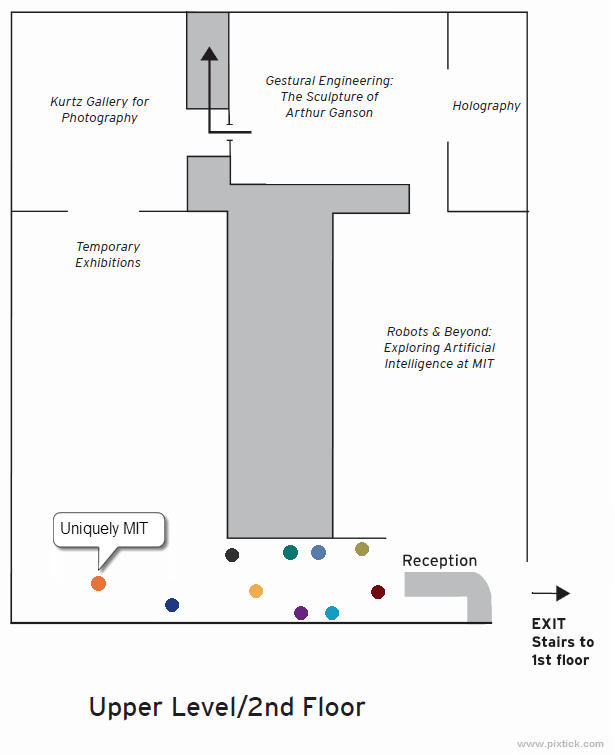 Kurtz Gallery for
Photography
Gestural Engineering:
The Sculpture of
Arthur Ganson
Holography
Temporary
Exhibitions
Robots & Beyond:
Exploring Artificial
Intelligence at MIT
Uniquely MIT
Reception
EXIT
Stairs to
1st floor
Upper Level/2nd Floor
www.pixtick.com